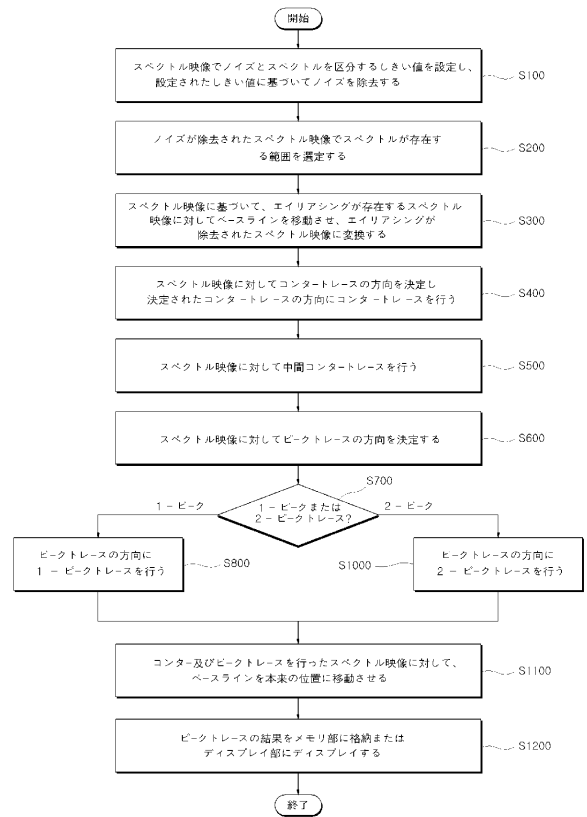 開始
スペクトル映像でノイズとスペクトルを区分するしきい値を設定し、
設定されたしきい値に基づいてノイズを除去する
S100
ノイズが除去されたスペクトル映像でスペクトルが存在す
る範囲を選定する
S200
スペクトル映像に基づいて、エイリアシングが存在するスペクトル
映像に対してベースラインを移動させ、エイリアシングが
除去されたスペクトル映像に変換する
S300
スペクトル映像に対してコンタートレースの方向を決定し
決定されたコンタートレースの方向にコンタートレースを行う
S400
スペクトル映像に対して中間コンタートレースを行う
S500
スペクトル映像に対してピークトレースの方向を決定する
S600
S700
1 - ピーク
1 - ピークまたは
2 - ピークトレース?
2 - ピーク
ピークトレースの方向に
1 - ピークトレースを行う
S800
S1000
ピークトレースの方向に
2 - ピークトレースを行う
コンター及びピークトレースを行ったスペクトル映像に対して、
ベースラインを本来の位置に移動させる
S1100
ピークトレースの結果をメモリ部に格納または
ディスプレイ部にディスプレイする
S1200
終了